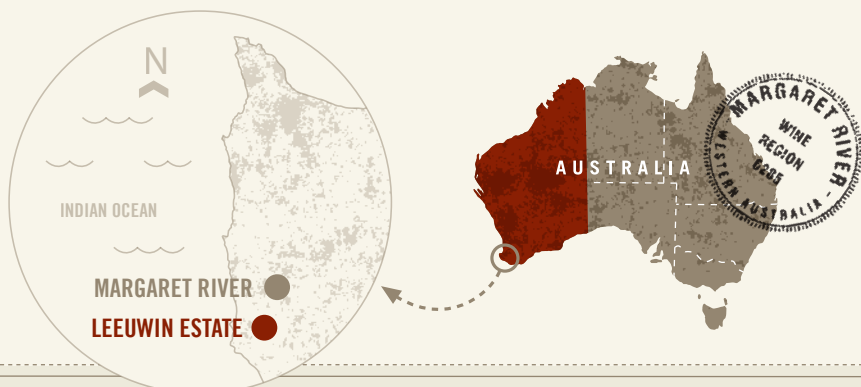 N
INDIAN OCEAN
MARGARET RIVER
LEEUWIN ESTATE
AUSTRALIA
MARGARET RIVER
WINE
REGION
6285
WESTERN AUSTRALIA -